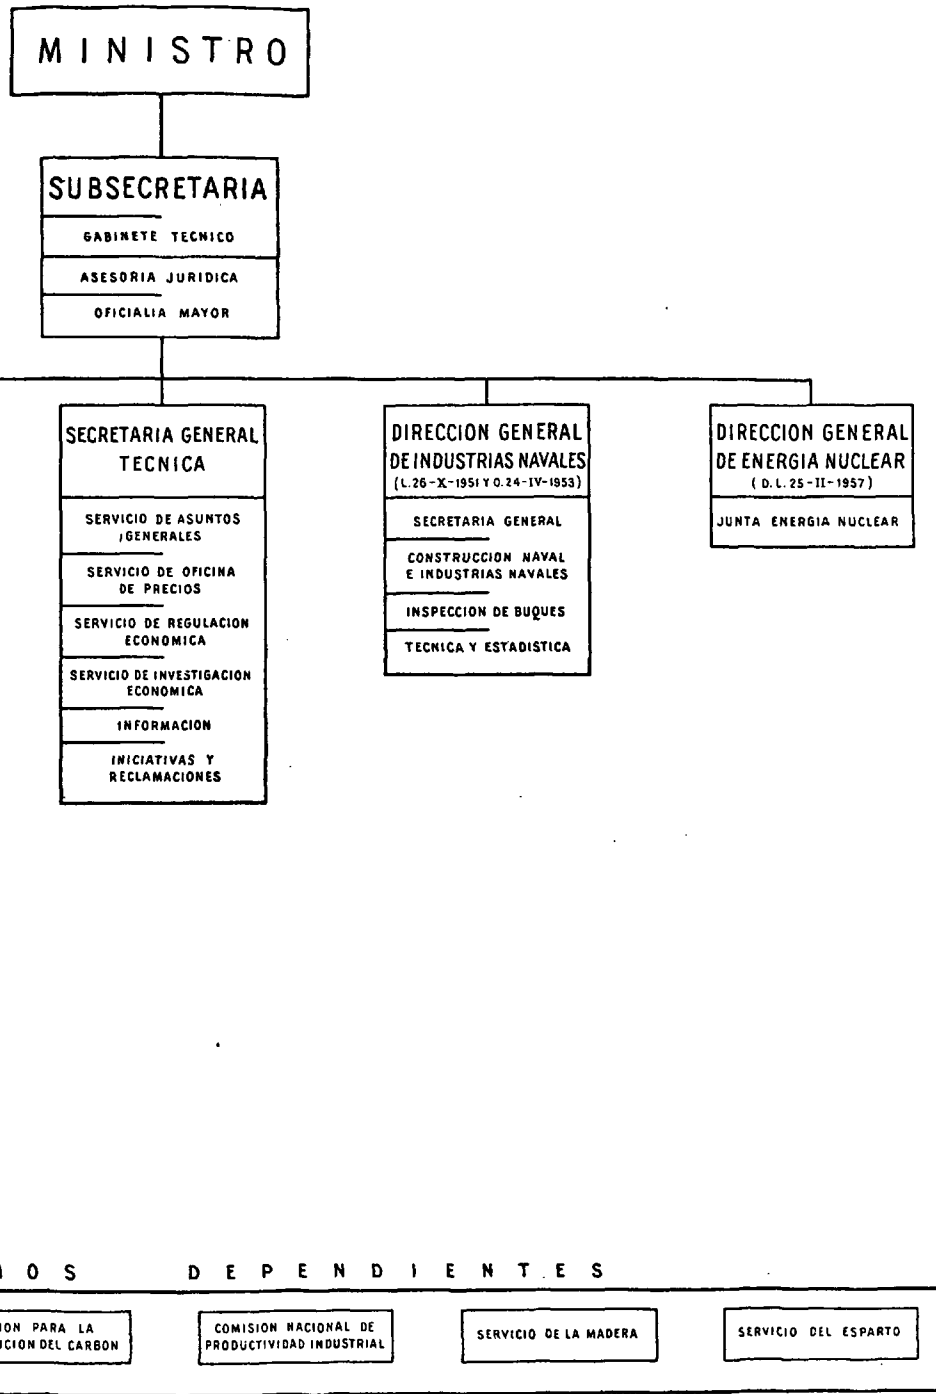 MINISTRO
SUBSECRETARIA
GABINETE TECNICO
ASESORIA JURIDICA
OFICIALIA MAYOR
SECRETARIA GENERAL
TECNICA
SERVICIO DE ASUNTOS
GENERALES
SERVICIO DE OFICINA
DE PRECIOS
SERVICIO DE REGULACION
ECONOMICA
SERVICIO DE INVESTIGACION
ECONOMICA
INFORMACION
INICIATIVAS Y
RECLAMACIONES
DIRECCION GENERAL
DE INDUSTRIAS NAVALES
(L.26-X-1951 Y O.24-IV-1953)
SECRETARIA GENERAL
CONSTRUCCION NAVAL
E INDUSTRIAS NAVALES
INSPECCION DE BUQUES
TECNICA Y ESTADISTICA
DIRECCION GENERAL
DE ENERGIA NUCLEAR
(D.L.25-II-1957)
JUNTA ENERGIA NUCLEAR
OS DEPENDIENTES
ION PARA LA
CION DEL CARBON
COMISION NACIONAL DE
PRODUCTIVIDAD INDUSTRIAL
SERVICIO DE LA MADERA
SERVICIO DEL ESPARTO